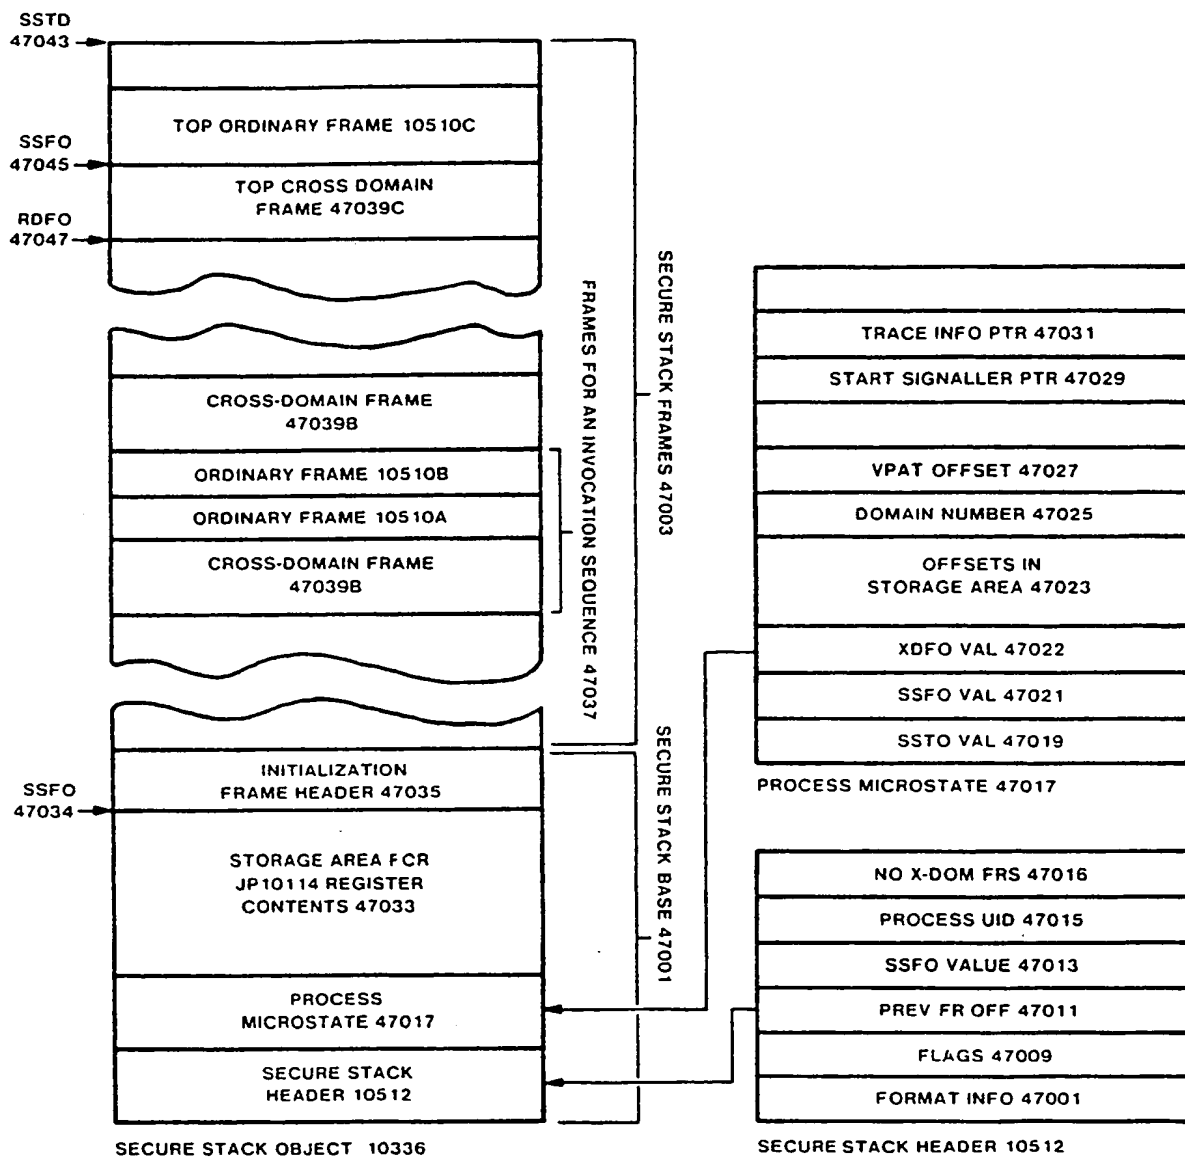 SSTD
47043
TOP ORDINARY FRAME 10510C
SSFO
47045
TOP CROSS DOMAIN
FRAME 47039C
RDFO
47047
CROSS-DOMAIN FRAME
47039B
ORDINARY FRAME 10510B
ORDINARY FRAME 10510A
CROSS-DOMAIN FRAME
47039B
INITIALIZATION
FRAME HEADER 47035
SSFO
47034
STORAGE AREA FCR
JP10114 REGISTER
CONTENTS 47033
PROCESS
MICROSTATE 47017
SECURE STACK
HEADER 10512
SECURE STACK OBJECT 10336
FRAMES FOR AN INVOCATION SEQUENCE 47037
SECURE STACK FRAMES 47003
SECURE STACK BASE 47001
TRACE INFO PTR 47031
START SIGNALLER PTR 47029
VPAT OFFSET 47027
DOMAIN NUMBER 47025
OFFSETS IN
STORAGE AREA 47023
XDFO VAL 47022
SSFO VAL 47021
SSTO VAL 47019
PROCESS MICROSTATE 47017
NO X-DOM FRS 47016
PROCESS UID 47015
SSFO VALUE 47013
PREV FR OFF 47011
FLAGS 47009
FORMAT INFO 47001
SECURE STACK HEADER 10512